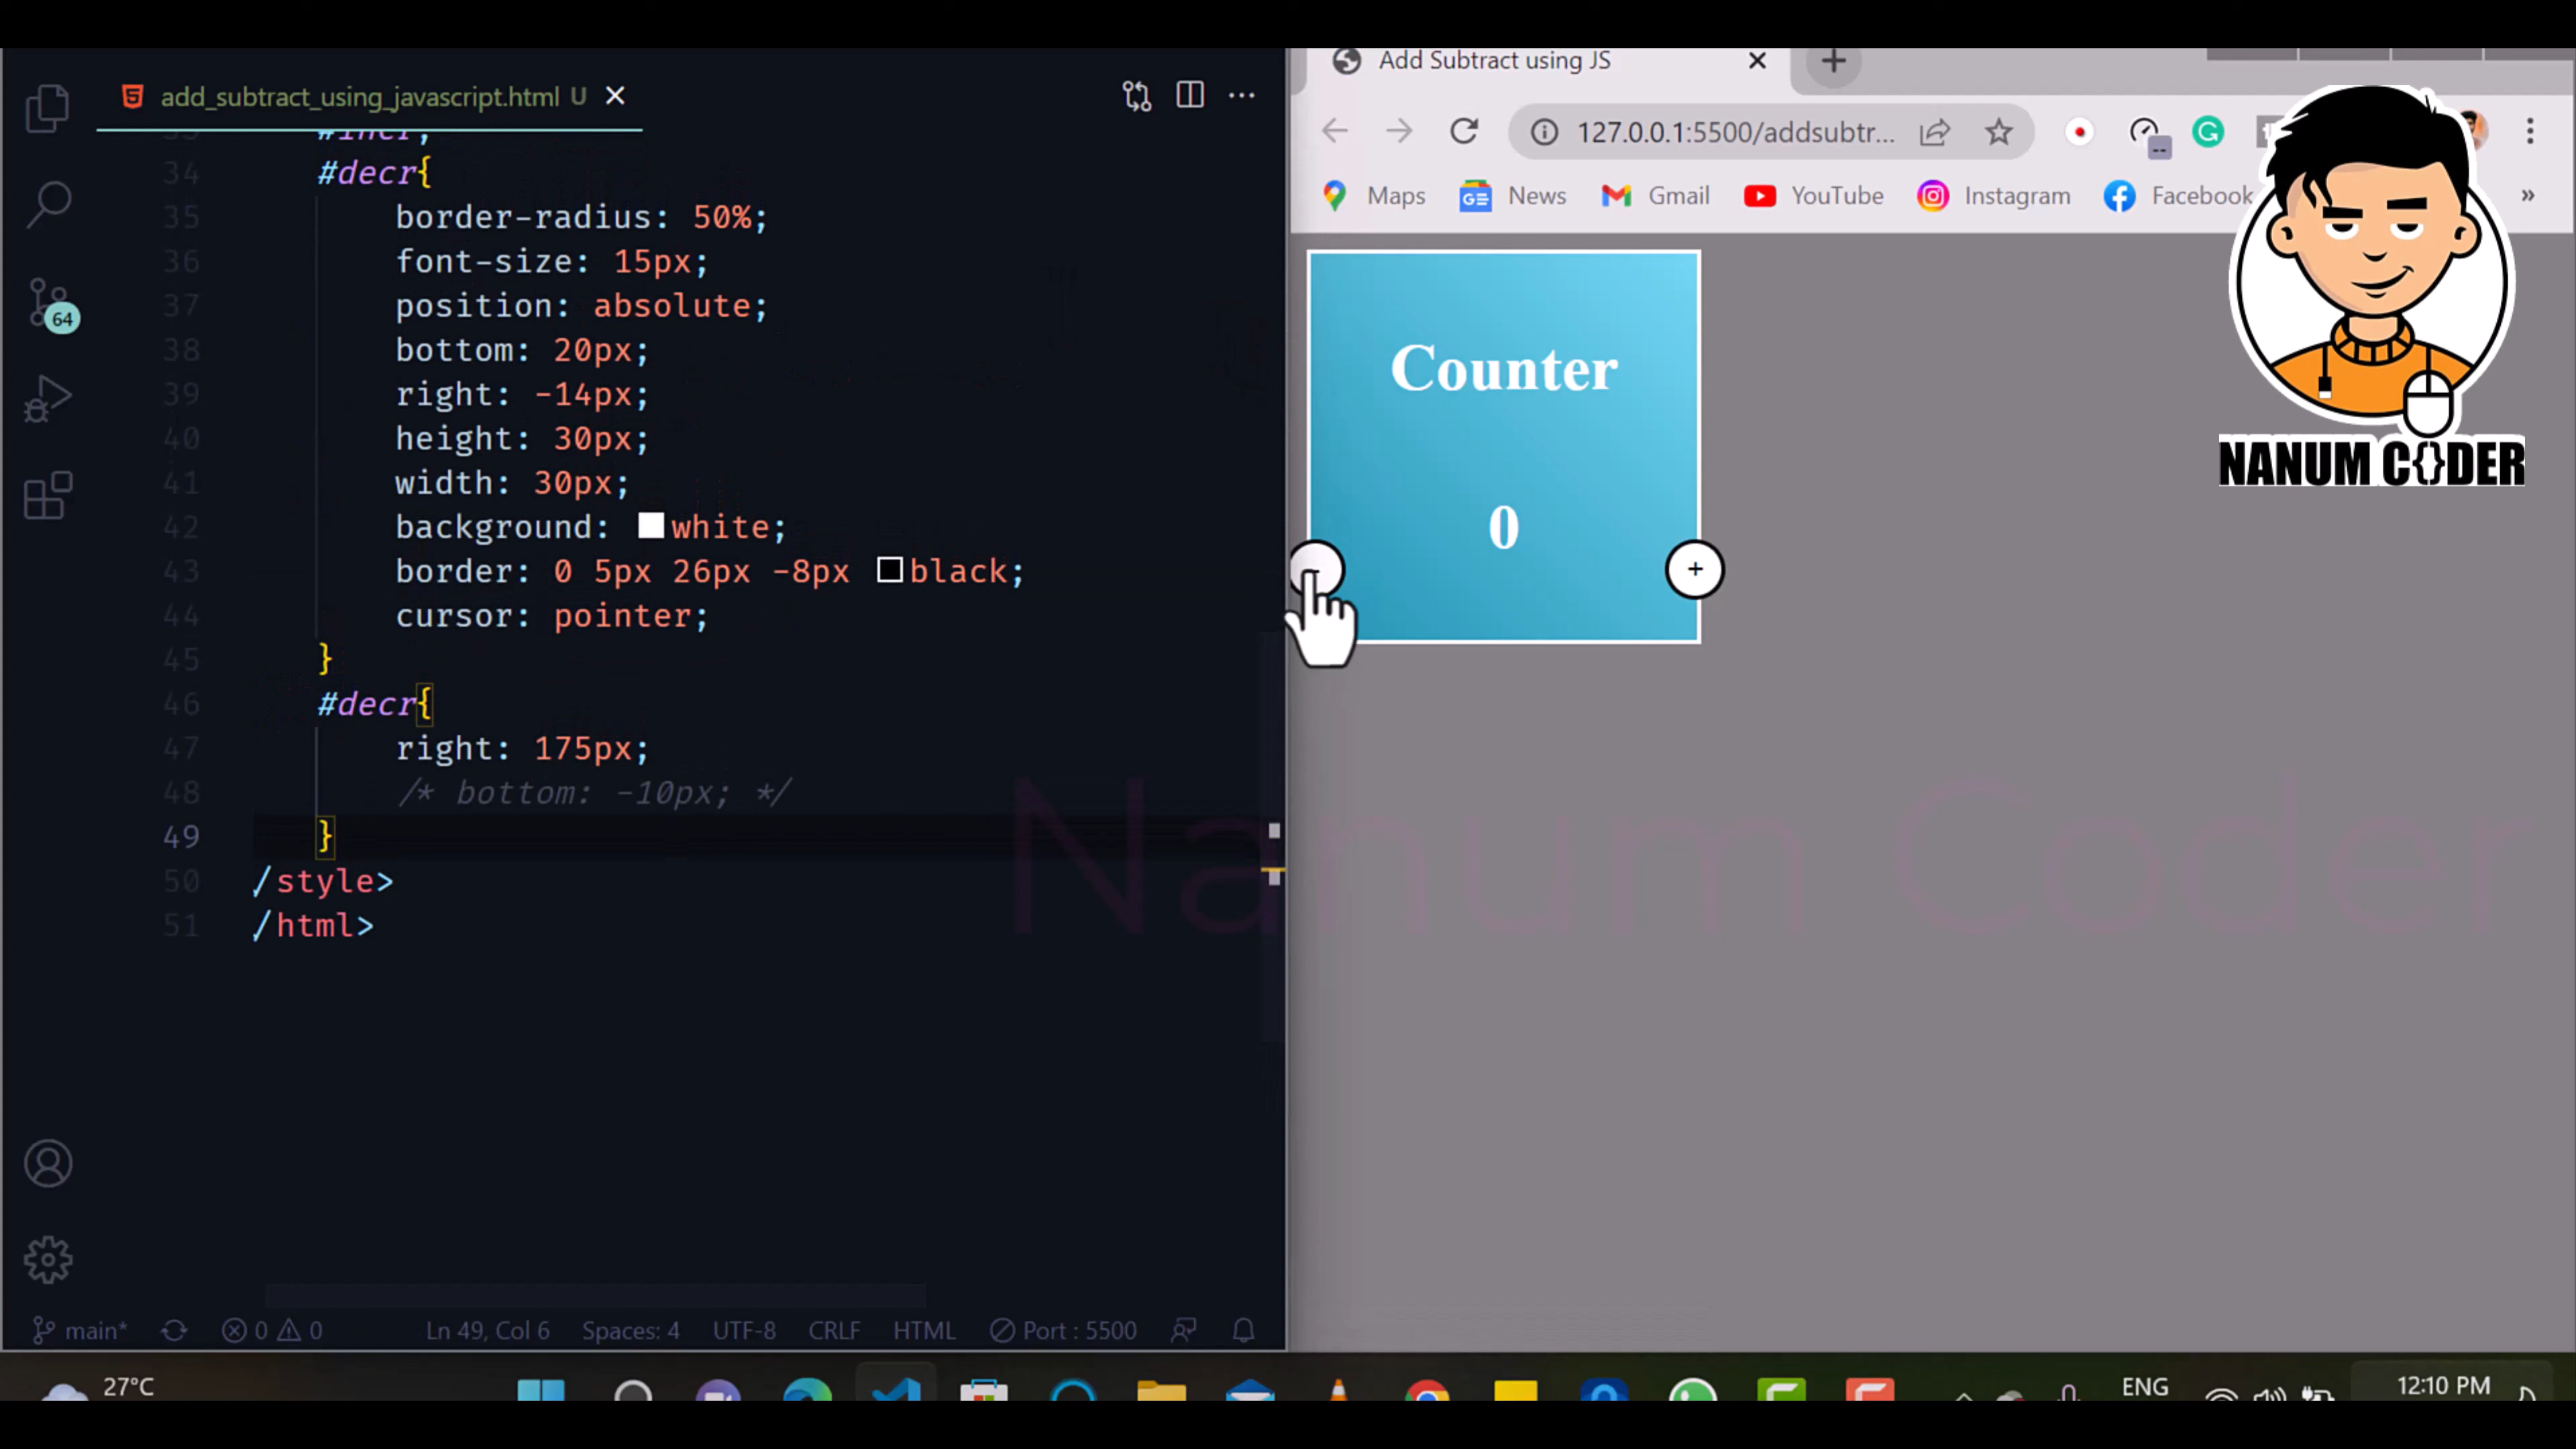 add_subtract_using_javascript.html U
33 #incr,
34 #decr{
35 border-radius: 50%;
36 font-size: 15px;
37 position: absolute;
38 bottom: 20px;
39 right: -14px;
40 height: 30px;
41 width: 30px;
42 background: white;
43 border: 0 5px 26px -8px black;
44 cursor: pointer;
45 }
46 #decr{
47 right: 175px;
48 /* bottom: -10px; */
49 }
50 /style>
51 /html>
64
main* 0 0 Ln 49, Col 6 Spaces: 4 UTF-8 CRLF HTML Port : 5500
Add Subtract using JS
127.0.0.1:5500/addsubtr...
Maps News Gmail YouTube Instagram Facebook »
Counter
0
+
NANUM C{}DER
Nanum Coder
27°C
ENG
12:10 PM